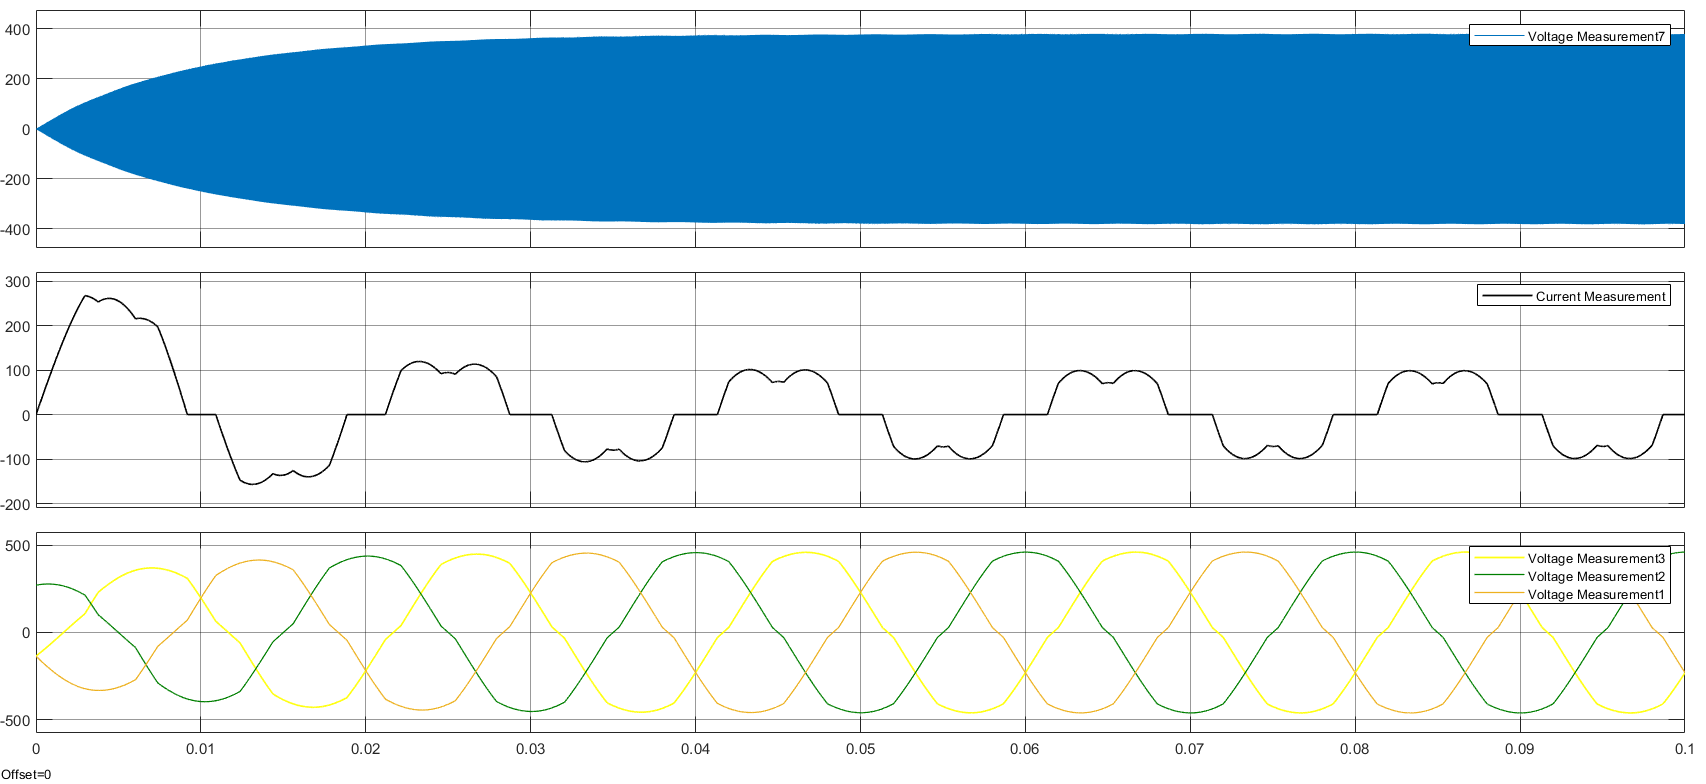 400
Voltage Measurement7
200
0
-200
-400
300
Current Measurement
200
100
0
-100
-200
500
Voltage Measurement3
Voltage Measurement2
Voltage Measurement1
0
-500
0 0.01 0.02 0.03 0.04 0.05 0.06 0.07 0.08 0.09 0.1
Offset=0